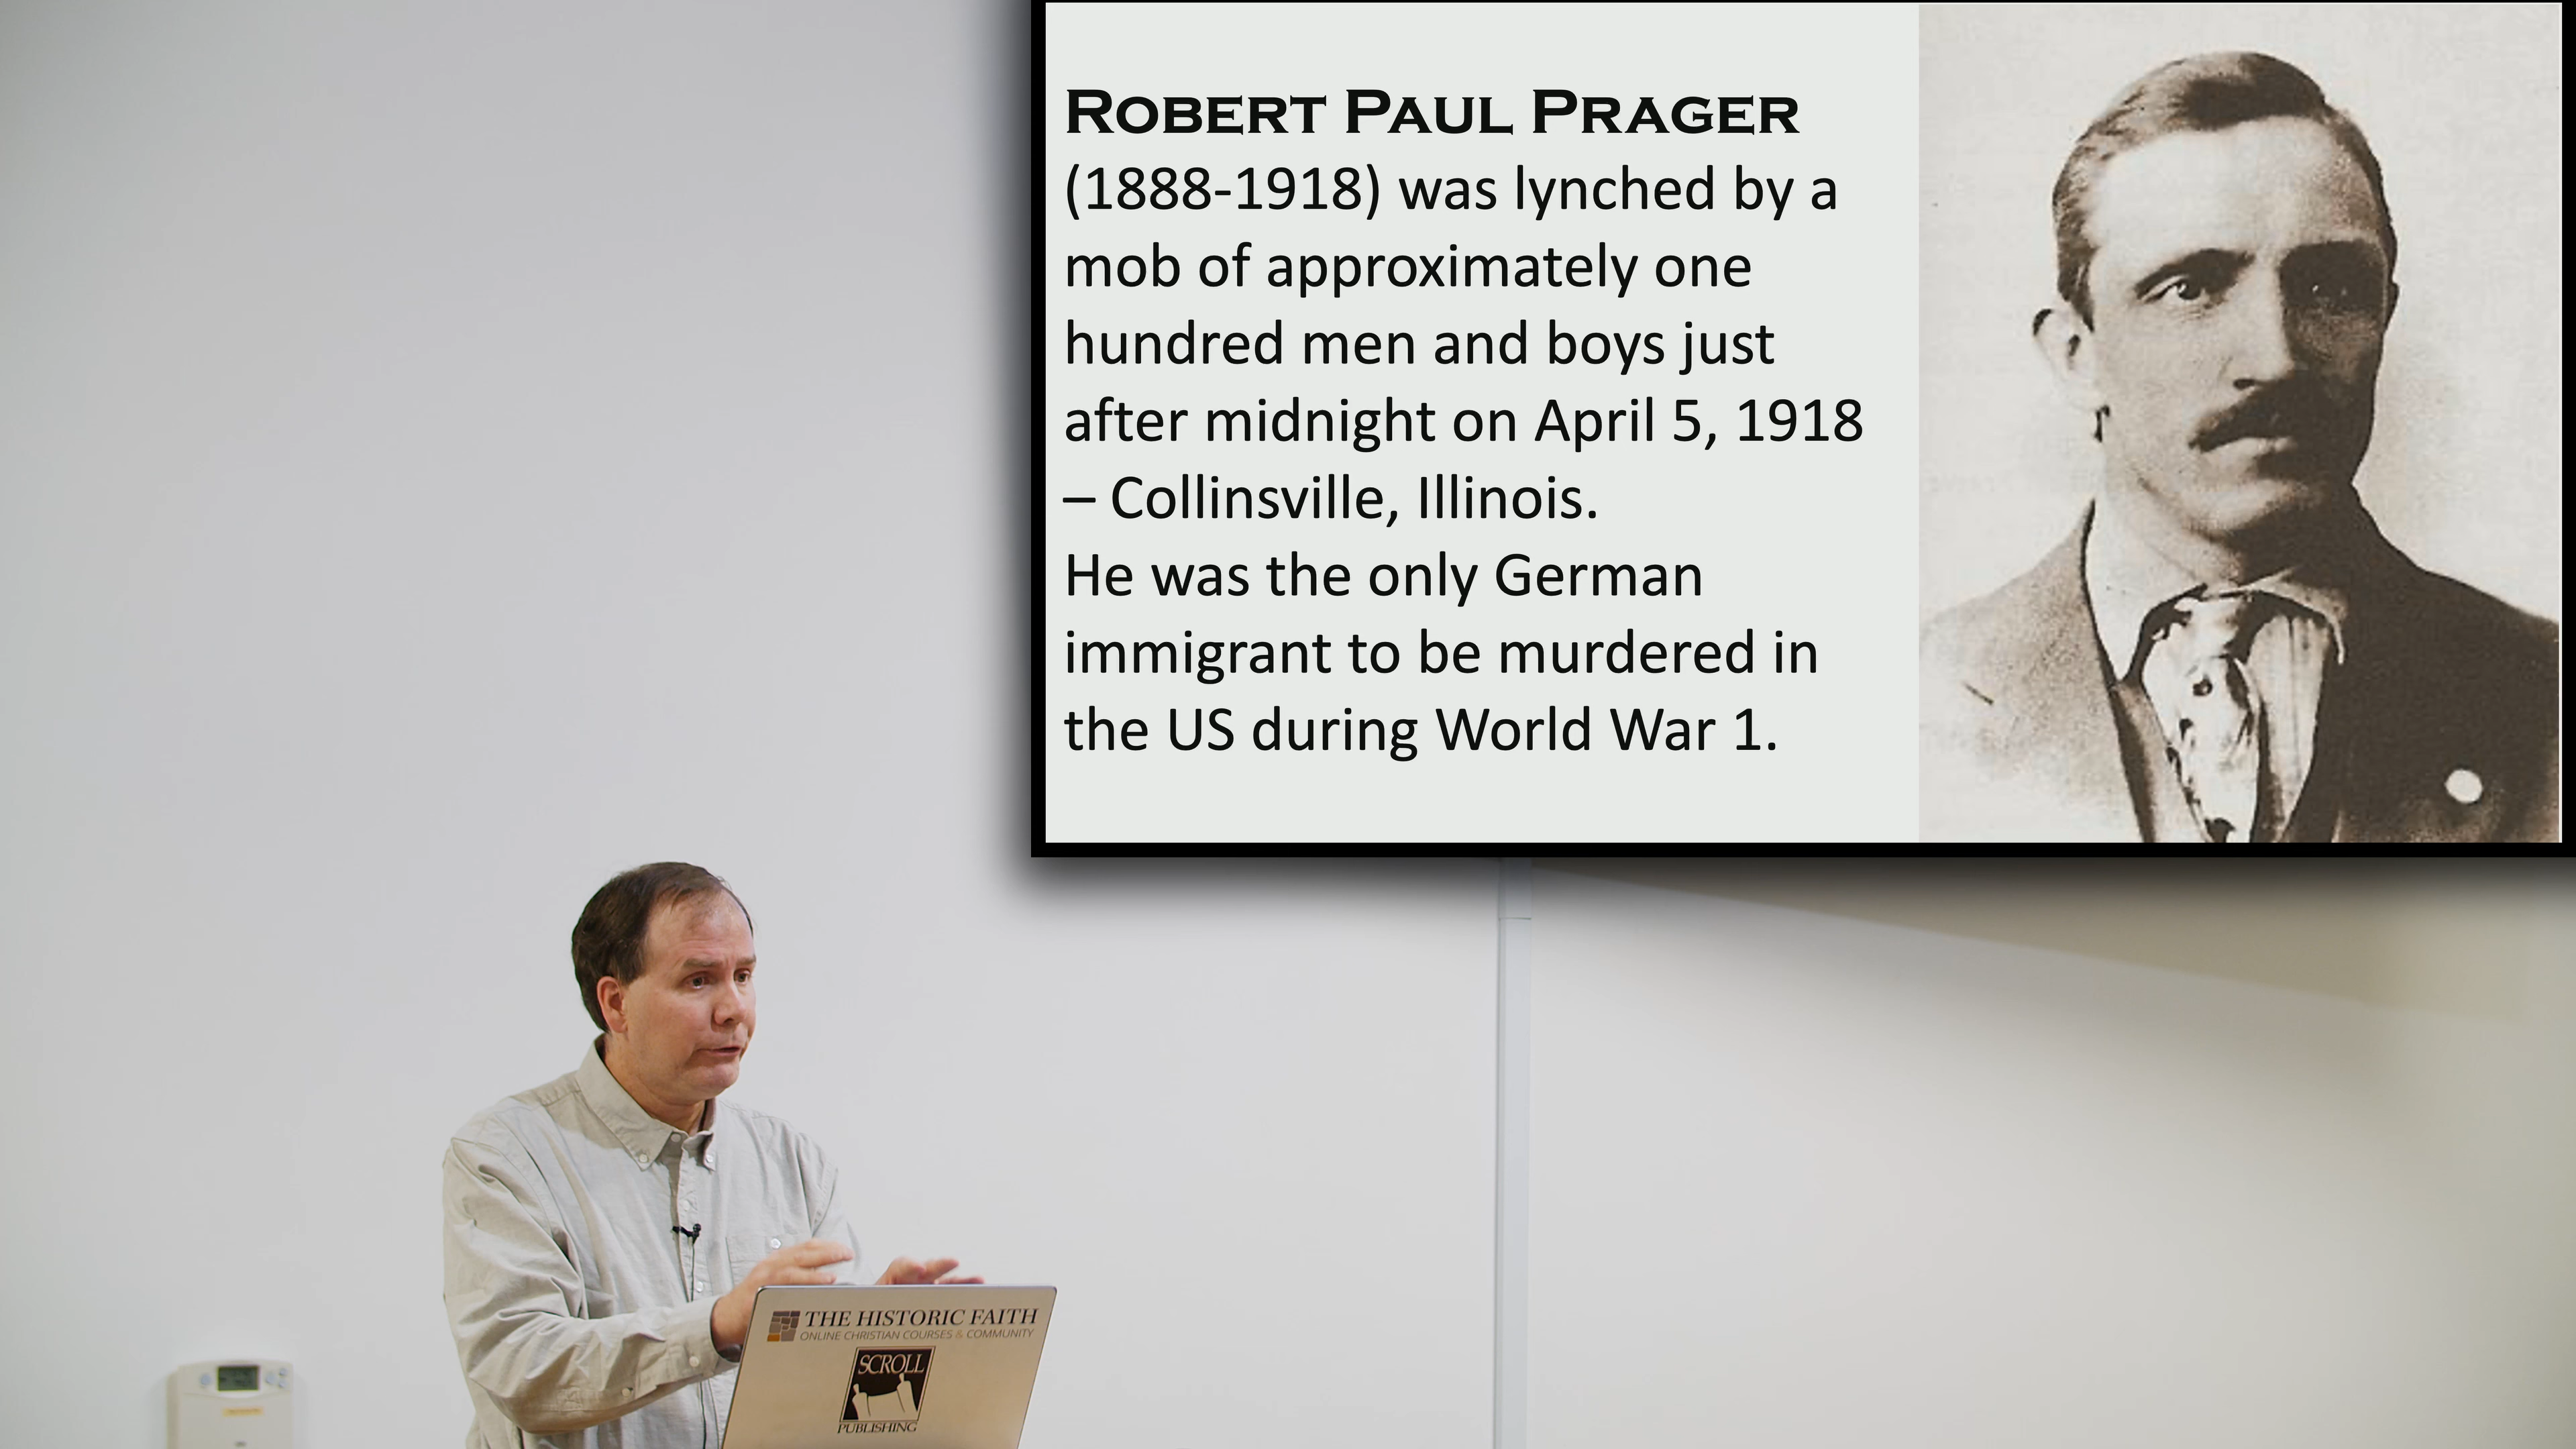 ROBERT PAUL PRAGER
(1888-1918) was lynched by a
mob of approximately one
hundred men and boys just
after midnight on April 5, 1918
– Collinsville, Illinois.
He was the only German
immigrant to be murdered in
the US during World War 1.
THE HISTORIC FAITH
ONLINE CHRISTIAN COURSES & COMMUNITY
SCROLL
PUBLISHING